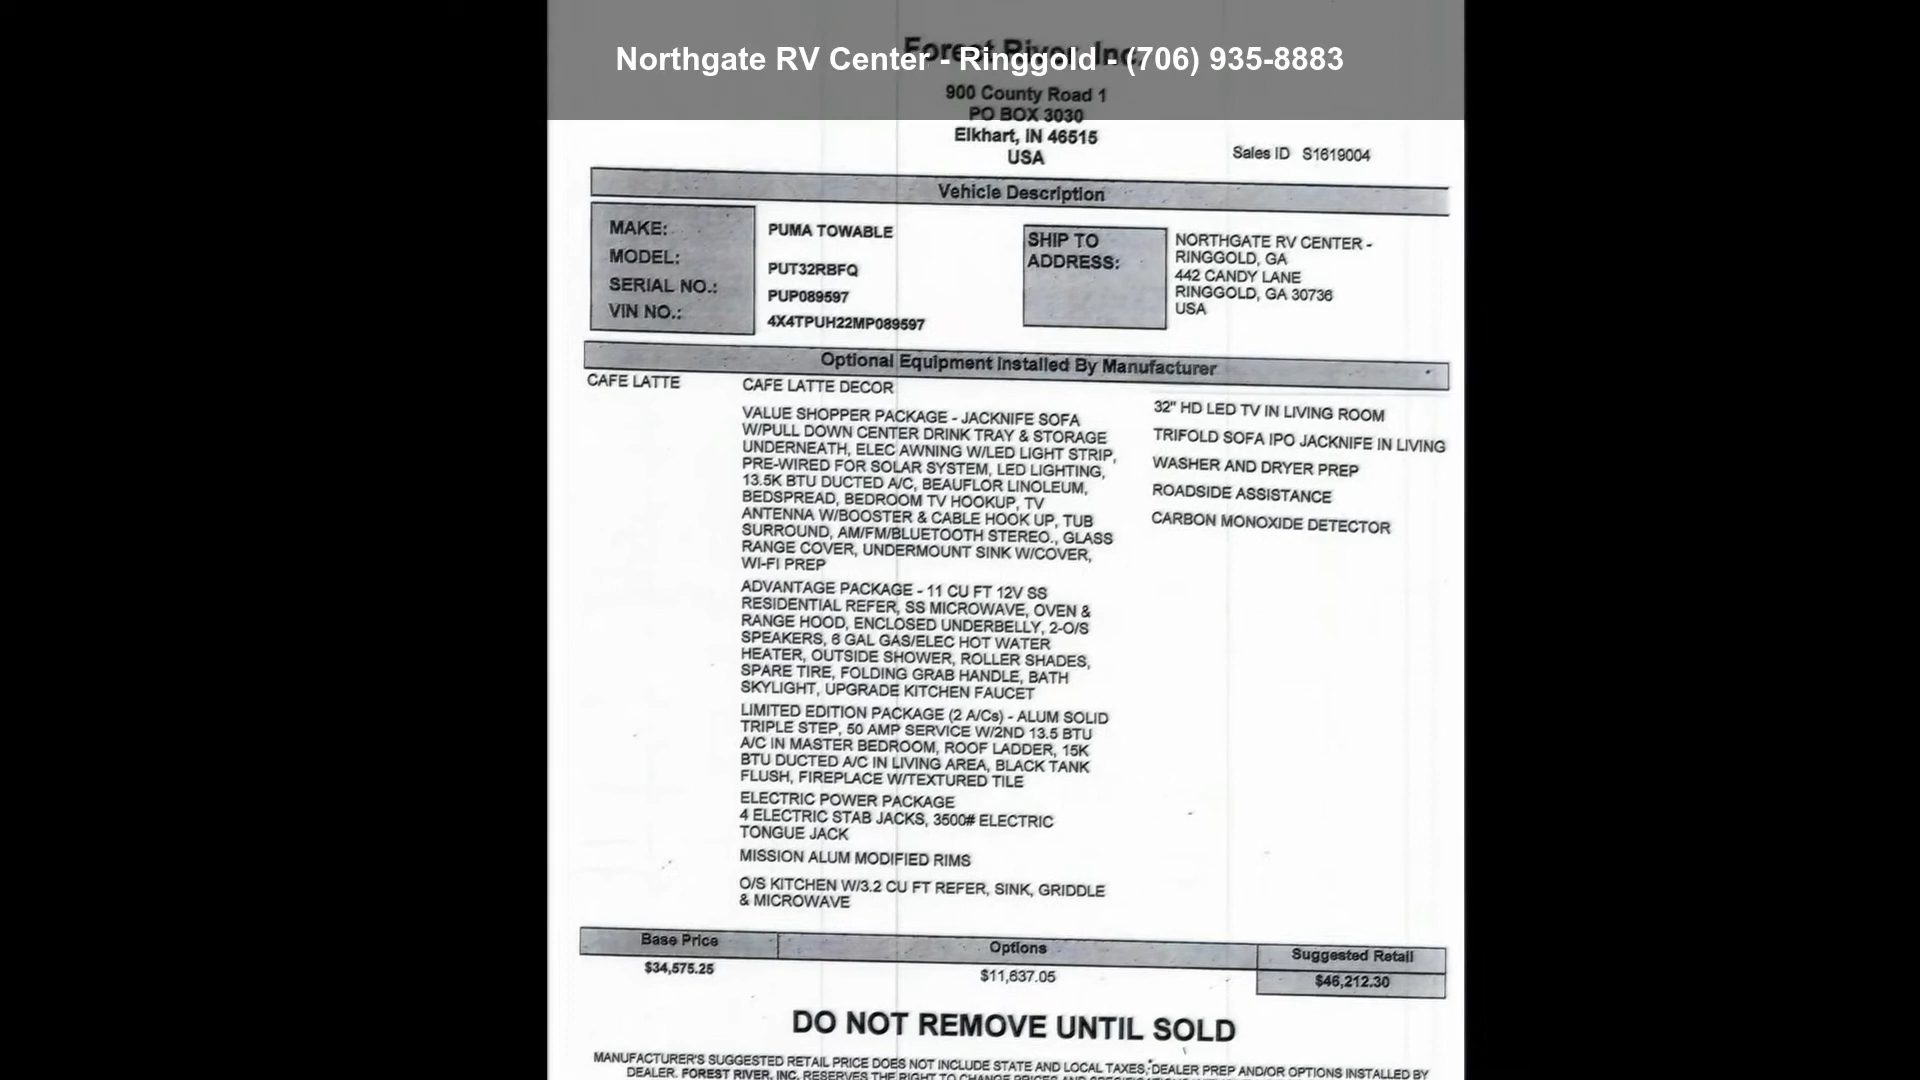 Northgate RV Center - Ringgold - (706) 935-8883
Forest River, Inc.
900 County Road 1
PO BOX 3030
Elkhart, IN 46515
USA
Sales ID S1619004
Vehicle Description
MAKE: PUMA TOWABLE
MODEL: PUT32RBFQ
SERIAL NO.: PUP089597
VIN NO.: 4X4TPUH22MP089597
SHIP TO
ADDRESS:
NORTHGATE RV CENTER -
RINGGOLD, GA
442 CANDY LANE
RINGGOLD, GA 30736
USA
Optional Equipment Installed By Manufacturer
CAFE LATTE
CAFE LATTE DECOR
VALUE SHOPPER PACKAGE - JACKNIFE SOFA
W/PULL DOWN CENTER DRINK TRAY & STORAGE
UNDERNEATH, ELEC AWNING W/LED LIGHT STRIP,
PRE-WIRED FOR SOLAR SYSTEM, LED LIGHTING,
13.5K BTU DUCTED A/C, BEAUFLOR LINOLEUM,
BEDSPREAD, BEDROOM TV HOOKUP, TV
ANTENNA W/BOOSTER & CABLE HOOK UP, TUB
SURROUND, AM/FM/BLUETOOTH STEREO., GLASS
RANGE COVER, UNDERMOUNT SINK W/COVER,
WI-FI PREP
ADVANTAGE PACKAGE - 11 CU FT 12V SS
RESIDENTIAL REFER, SS MICROWAVE, OVEN &
RANGE HOOD, ENCLOSED UNDERBELLY, 2-O/S
SPEAKERS, 6 GAL GAS/ELEC HOT WATER
HEATER, OUTSIDE SHOWER, ROLLER SHADES,
SPARE TIRE, FOLDING GRAB HANDLE, BATH
SKYLIGHT, UPGRADE KITCHEN FAUCET
LIMITED EDITION PACKAGE (2 A/Cs) - ALUM SOLID
TRIPLE STEP, 50 AMP SERVICE W/2ND 13.5 BTU
A/C IN MASTER BEDROOM, ROOF LADDER, 15K
BTU DUCTED A/C IN LIVING AREA, BLACK TANK
FLUSH, FIREPLACE W/TEXTURED TILE
ELECTRIC POWER PACKAGE
4 ELECTRIC STAB JACKS, 3500# ELECTRIC
TONGUE JACK
MISSION ALUM MODIFIED RIMS
O/S KITCHEN W/3.2 CU FT REFER, SINK, GRIDDLE
& MICROWAVE
32" HD LED TV IN LIVING ROOM
TRIFOLD SOFA IPO JACKNIFE IN LIVING
WASHER AND DRYER PREP
ROADSIDE ASSISTANCE
CARBON MONOXIDE DETECTOR
Base Price
$34,575.25
Options
$11,637.05
Suggested Retail
$46,212.30
DO NOT REMOVE UNTIL SOLD
MANUFACTURER'S SUGGESTED RETAIL PRICE DOES NOT INCLUDE STATE AND LOCAL TAXES, DEALER PREP AND/OR OPTIONS INSTALLED BY
DEALER. FOREST RIVER, INC. RESERVES THE RIGHT TO CHANGE PRICES AND